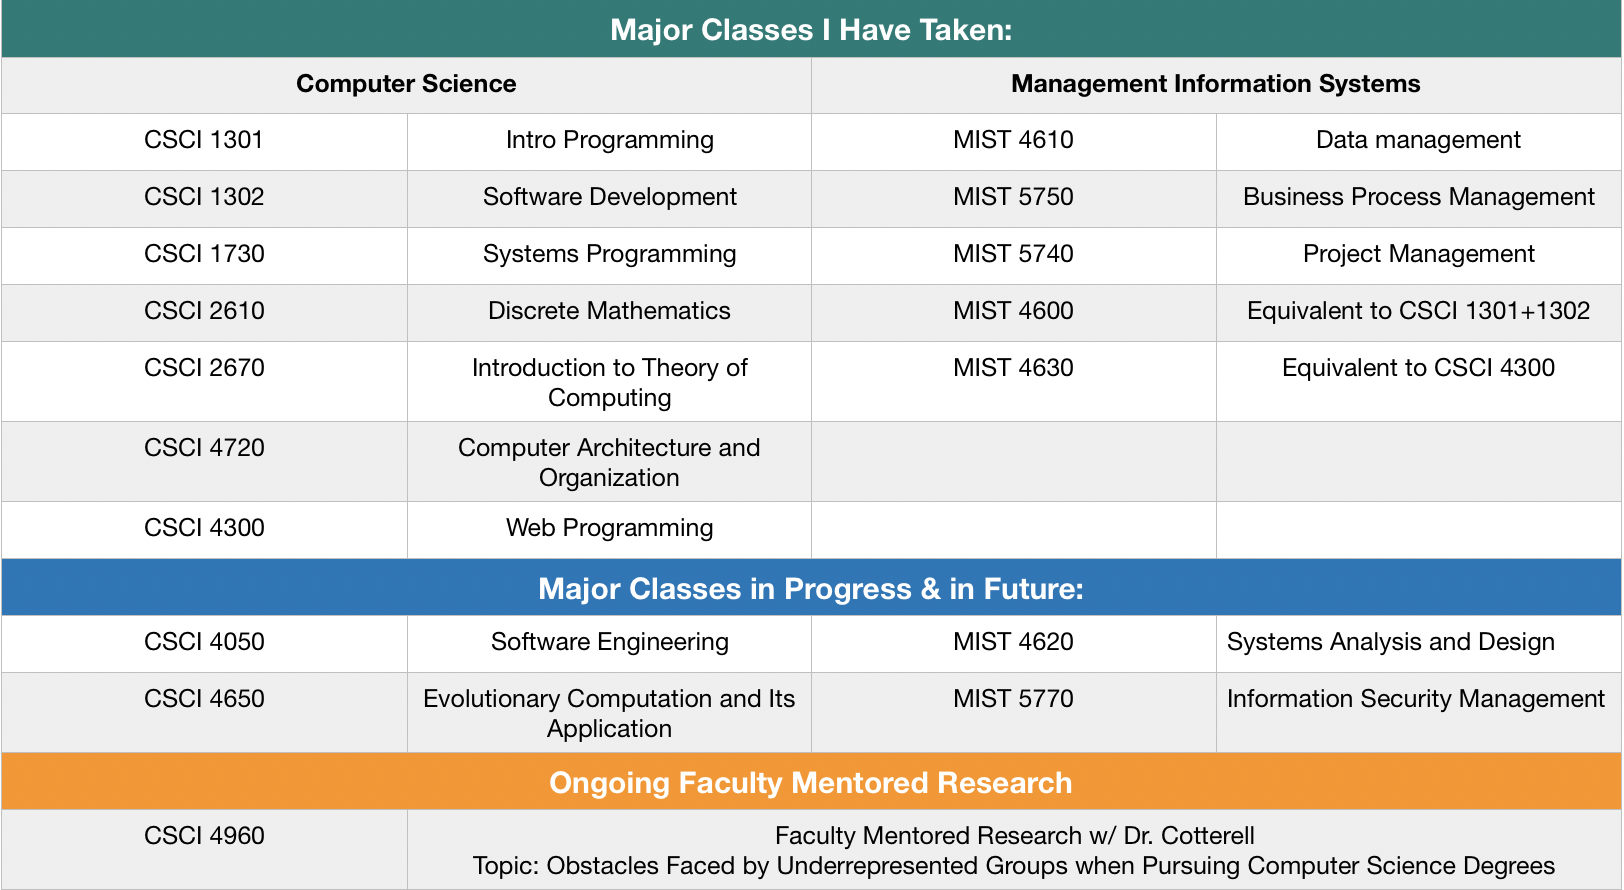 Major Classes I Have Taken:
Computer Science
Management Information Systems
CSCI 1301
Intro Programming
MIST 4610
Data management
CSCI 1302
Software Development
MIST 5750
Business Process Management
CSCI 1730
Systems Programming
MIST 5740
Project Management
CSCI 2610
Discrete Mathematics
MIST 4600
Equivalent to CSCI 1301+1302
CSCI 2670
Introduction to Theory of
Computing
MIST 4630
Equivalent to CSCI 4300
CSCI 4720
Computer Architecture and
Organization
CSCI 4300
Web Programming
Major Classes in Progress & in Future:
CSCI 4050
Software Engineering
MIST 4620
Systems Analysis and Design
CSCI 4650
Evolutionary Computation and Its
Application
MIST 5770
Information Security Management
Ongoing Faculty Mentored Research
CSCI 4960
Faculty Mentored Research w/ Dr. Cotterell
Topic: Obstacles Faced by Underrepresented Groups when Pursuing Computer Science Degrees